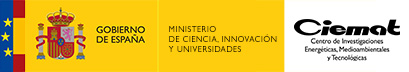 GOBIERNO
DE ESPAÑA
MINISTERIO
DE CIENCIA, INNOVACIÓN
Y UNIVERSIDADES
Ciemat
Centro de Investigaciones
Energéticas, Medioambientales
y Tecnológicas